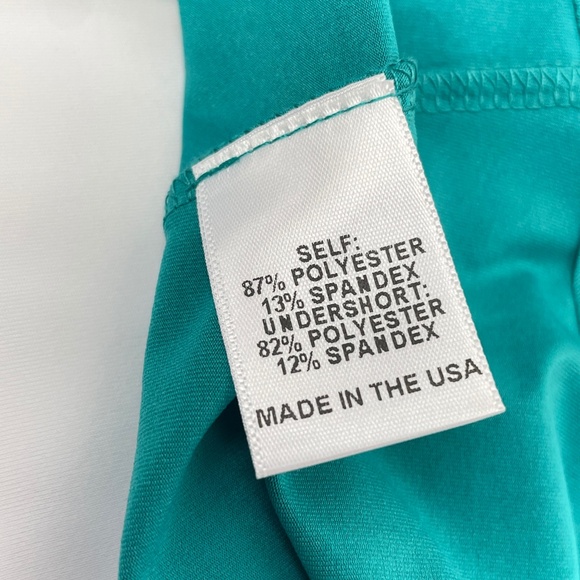 SELF:
87% POLYESTER
13% SPANDEX
UNDERSHORT:
82% POLYESTER
12% SPANDEX
MADE IN THE USA